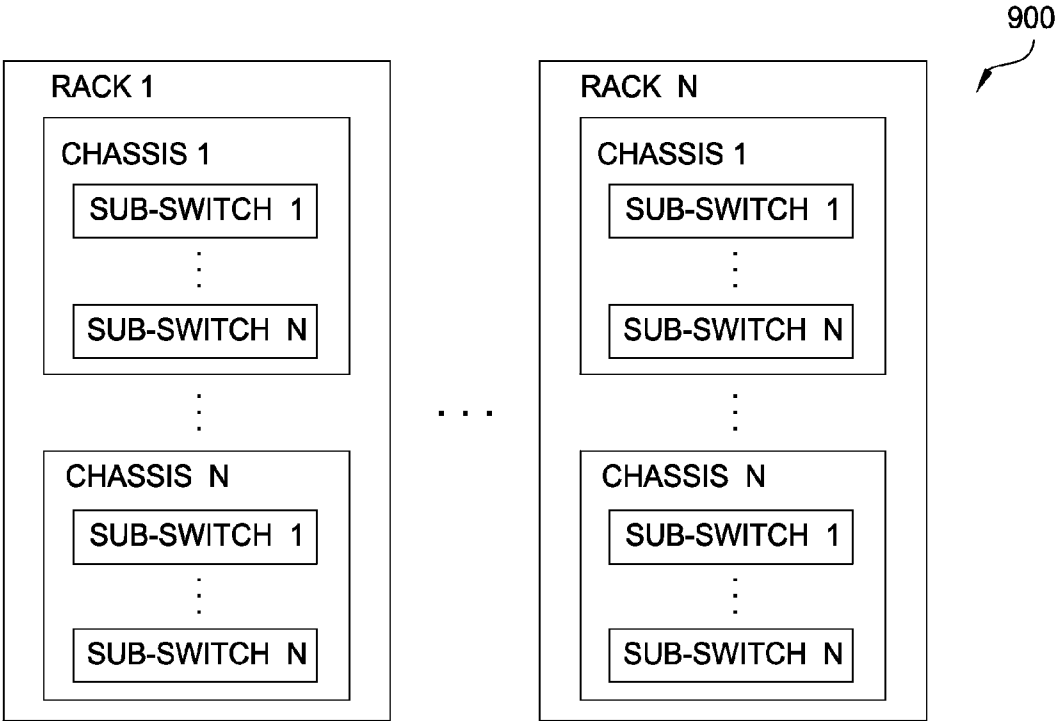 900
RACK 1
CHASSIS 1
SUB-SWITCH 1
SUB-SWITCH N
CHASSIS N
SUB-SWITCH 1
SUB-SWITCH N
. . .
RACK N
CHASSIS 1
SUB-SWITCH 1
SUB-SWITCH N
CHASSIS N
SUB-SWITCH 1
SUB-SWITCH N